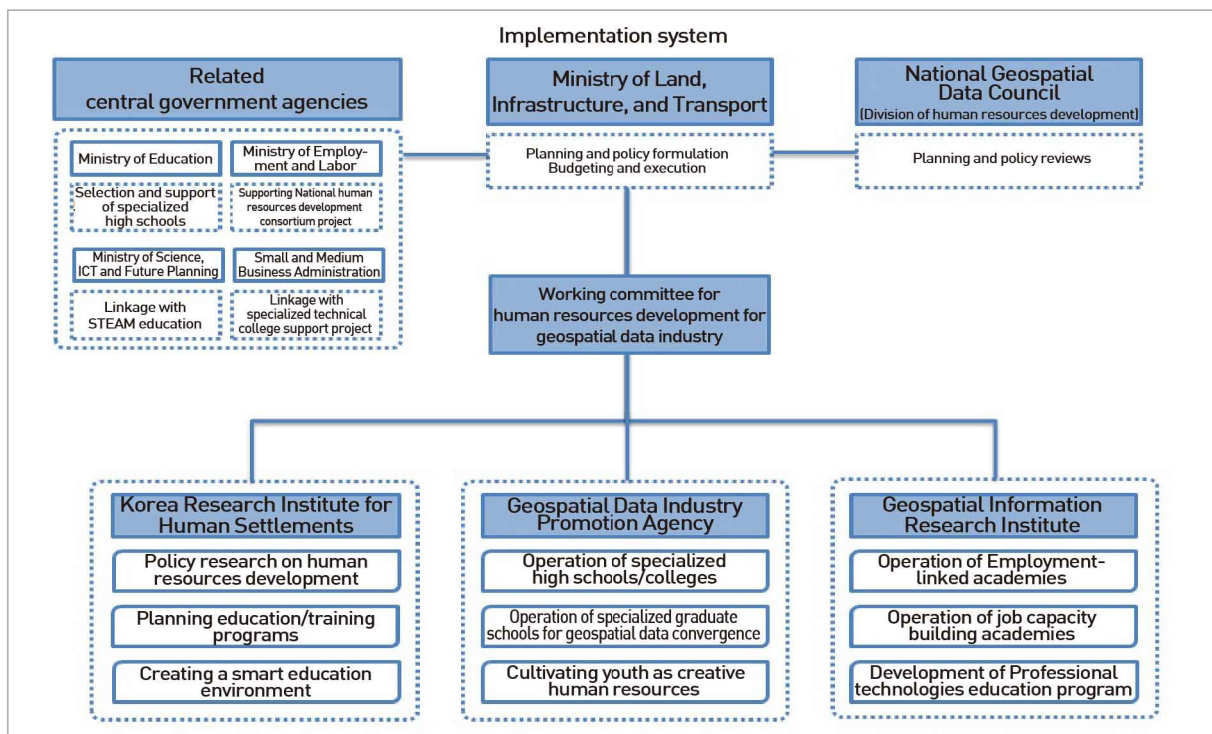 Implementation system
Related
central government agencies
Ministry of Education
Ministry of Employ-
ment and Labor
Selection and support
of specialized
high schools
Supporting National human
resources development
consortium project
Ministry of Science,
ICT and Future Planning
Small and Medium
Business Administration
Linkage with
STEAM education
Linkage with
specialized technical
college support project
Ministry of Land,
Infrastructure, and Transport
Planning and policy formulation
Budgeting and execution
National Geospatial
Data Council
(Division of human resources development)
Planning and policy reviews
Working committee for
human resources development for
geospatial data industry
Korea Research Institute for
Human Settlements
Policy research on human
resources development
Planning education/training
programs
Creating a smart education
environment
Geospatial Data Industry
Promotion Agency
Operation of specialized
high schools/colleges
Operation of specialized graduate
schools for geospatial data convergence
Cultivating youth as creative
human resources
Geospatial Information
Research Institute
Operation of Employment-
linked academies
Operation of job capacity
building academies
Development of Professional
technologies education program